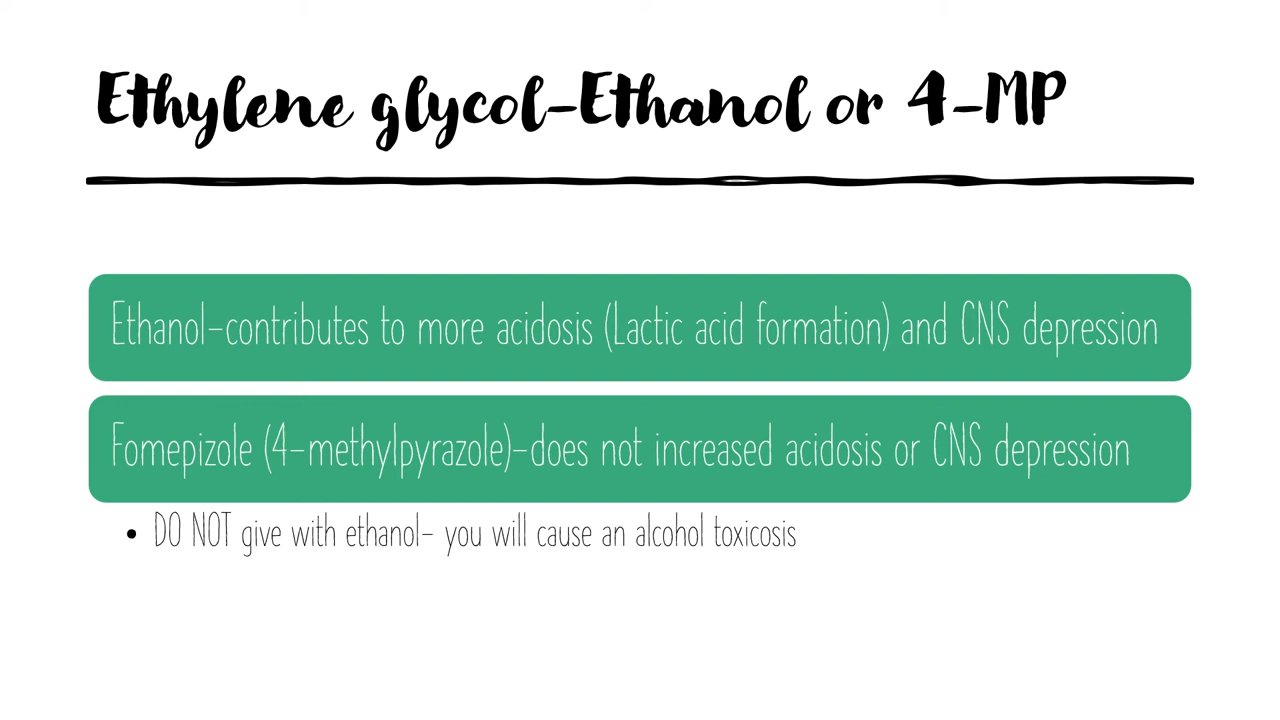 Ethylene glycol-Ethanol or 4-MP
Ethanol-contributes to more acidosis (Lactic acid formation) and CNS depression
Fomepizole (4-methylpyrazole)-does not increased acidosis or CNS depression
• DO NOT give with ethanol- you will cause an alcohol toxicosis